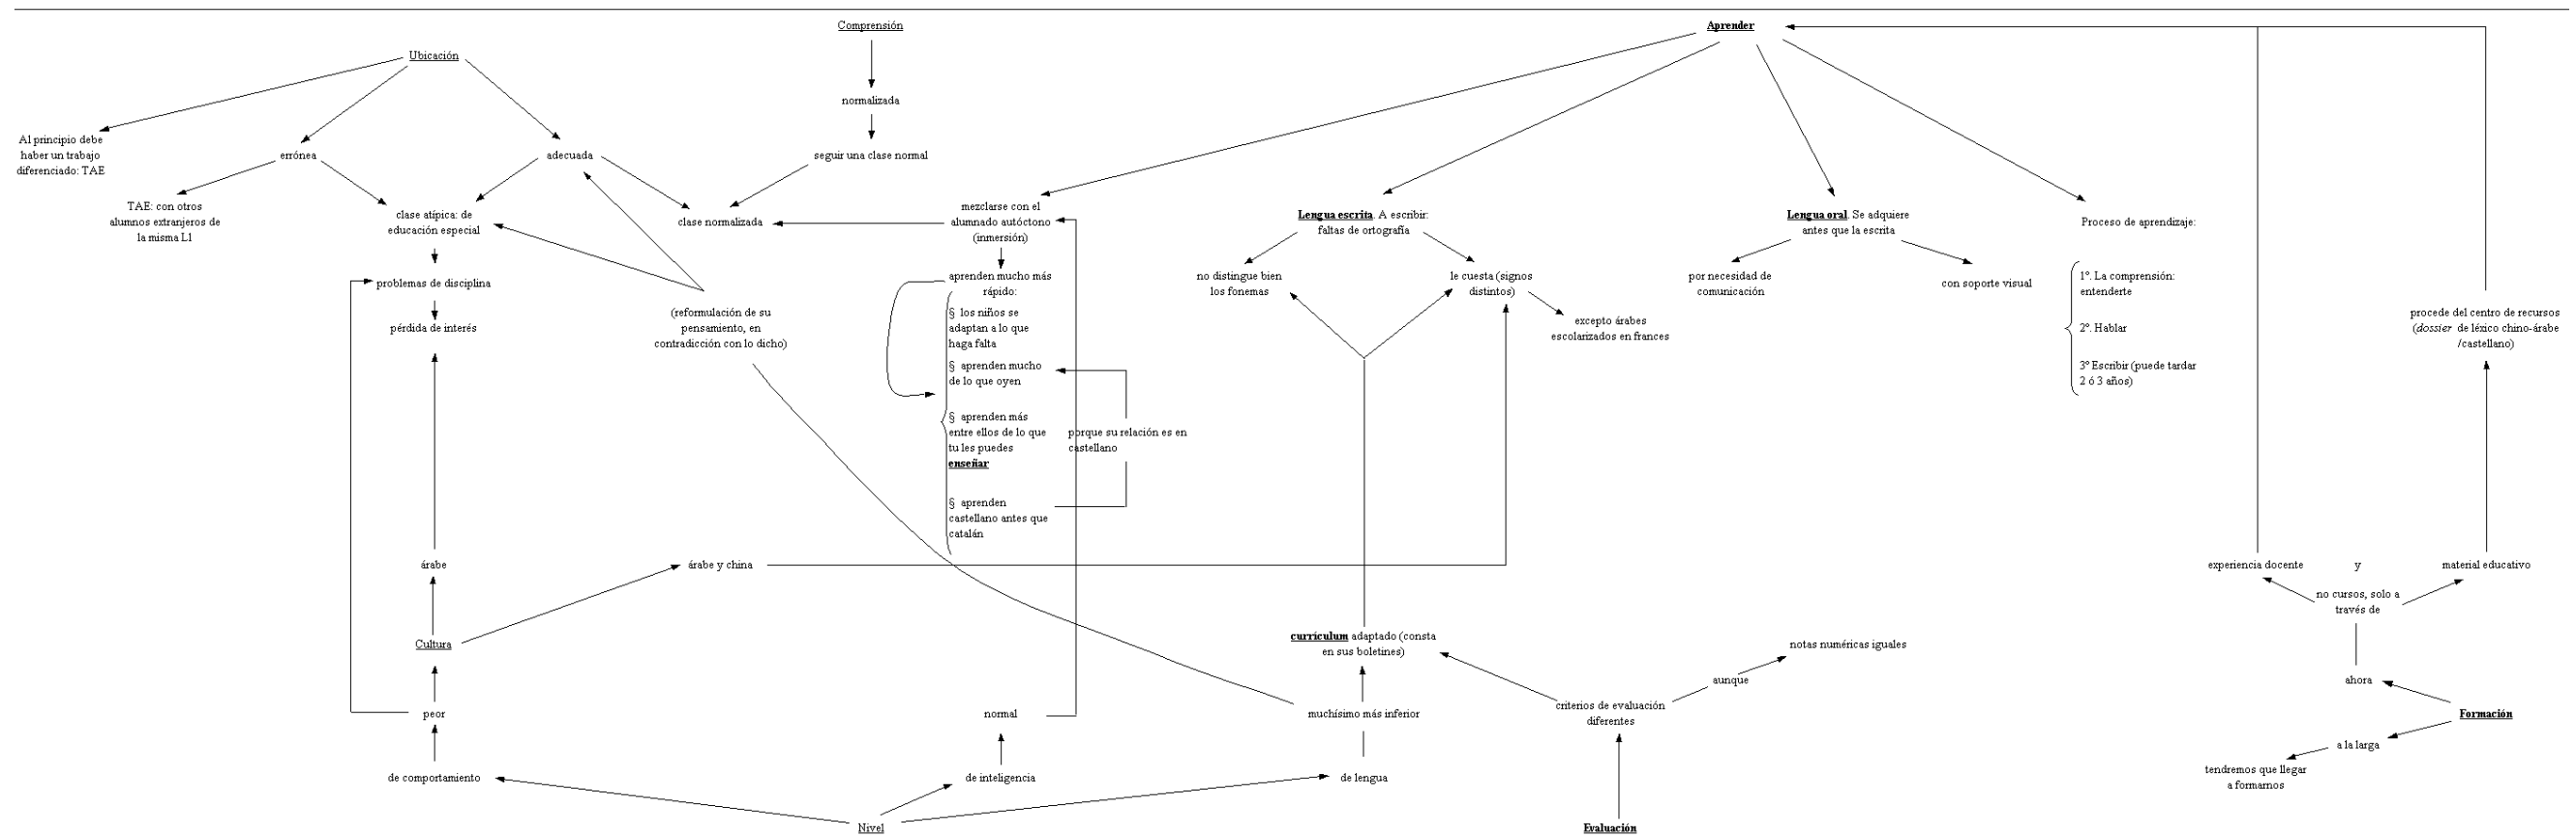 Comprensión
Aprender
Ubicación
normalizada
Al principio debe
haber un trabajo
diferenciado: TAE
errónea
adecuada
seguir una clase normal
TAE: con otros
alumnos extranjeros de
la misma L1
clase atípica: de
educación especial
clase normalizada
mezclarse con el
alumnado autóctono
(inmersión)
Lengua escrita. A escribir:
faltas de ortografía
Lengua oral. Se adquiere
antes que la escrita
Proceso de aprendizaje:
problemas de disciplina
pérdida de interés
(reformulación de su
pensamiento, en
contradicción con lo dicho)
aprenden mucho más
rápido:
§ los niños se
adaptan a lo que
haga falta
§ aprenden mucho
de lo que oyen
§ aprenden más
entre ellos de lo que
tu les puedes
enseñar
§ aprenden
castellano antes que
catalán
porque su relación es en
castellano
no distingue bien
los fonemas
le cuesta (signos
distintos)
excepto árabes
escolarizados en frances
por necesidad de
comunicación
con soporte visual
1º. La comprensión:
entenderte
2º. Hablar
3º Escribir (puede tardar
2 ó 3 años)
procede del centro de recursos
(dossier de léxico chino-árabe
/castellano)
árabe
árabe y china
experiencia docente
y
material educativo
no cursos, solo a
través de
Cultura
currículum adaptado (consta
en sus boletines)
notas numéricas iguales
aunque
ahora
peor
normal
muchísimo más inferior
criterios de evaluación
diferentes
Formación
a la larga
tendremos que llegar
a formarnos
de comportamiento
de inteligencia
de lengua
Nivel
Evaluación